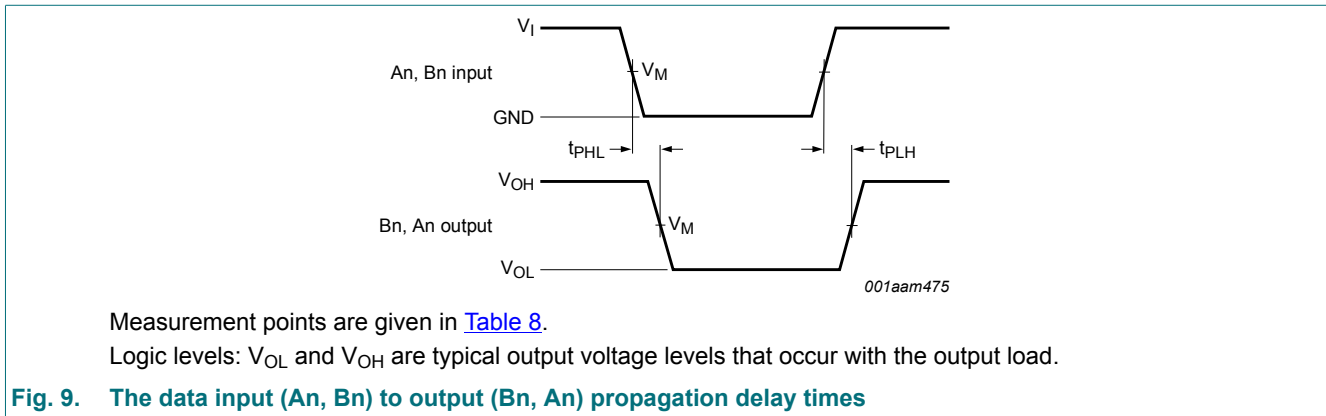 V_I
An, Bn input
V_M
GND
t_PHL
t_PLH
V_OH
Bn, An output
V_M
V_OL
001aam475
Measurement points are given in Table 8.
Logic levels: V_OL and V_OH are typical output voltage levels that occur with the output load.
Fig. 9. The data input (An, Bn) to output (Bn, An) propagation delay times